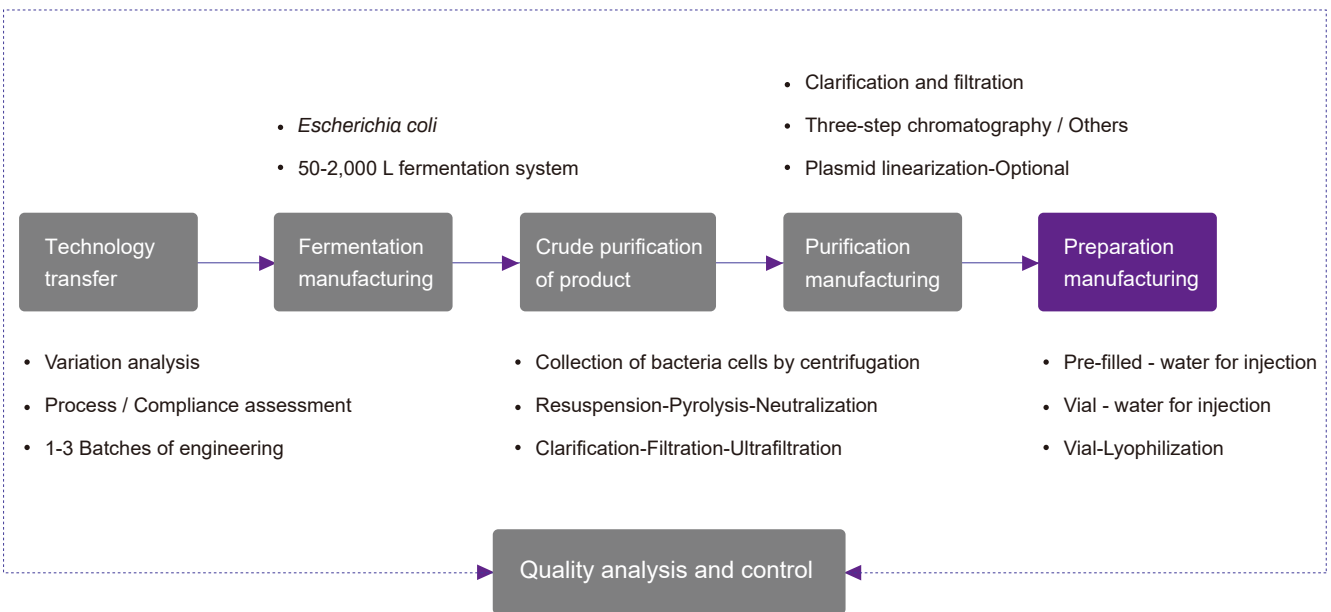 • Clarification and filtration
• Three-step chromatography / Others
• Plasmid linearization-Optional
• Escherichia coli
• 50-2,000 L fermentation system
Technology
transfer
Fermentation
manufacturing
Crude purification
of product
Purification
manufacturing
Preparation
manufacturing
• Variation analysis
• Process / Compliance assessment
• 1-3 Batches of engineering
• Collection of bacteria cells by centrifugation
• Resuspension-Pyrolysis-Neutralization
• Clarification-Filtration-Ultrafiltration
• Pre-filled - water for injection
• Vial - water for injection
• Vial-Lyophilization
Quality analysis and control